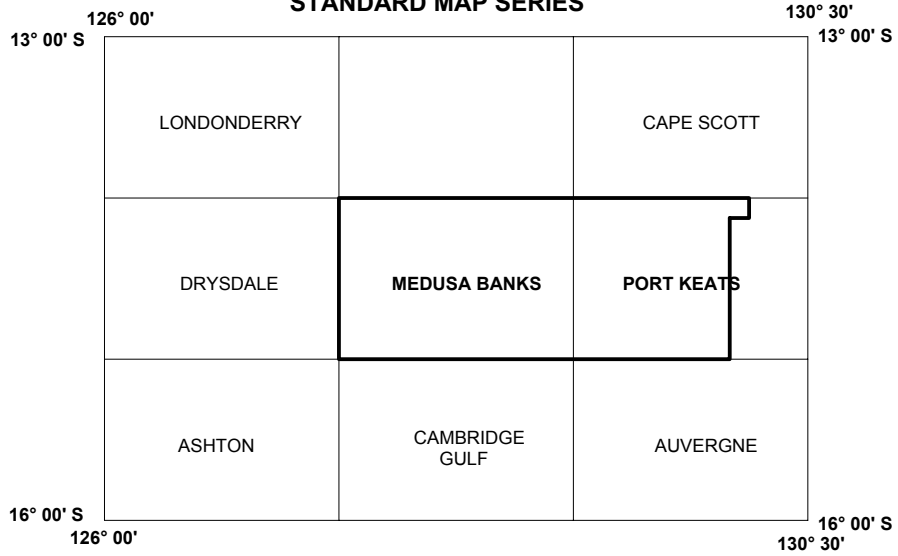 STANDARD MAP SERIES
126° 00'
130° 30'
13° 00' S
13° 00' S
LONDONDERRY
CAPE SCOTT
DRYSDALE
MEDUSA BANKS
PORT KEATS
ASHTON
CAMBRIDGE
GULF
AUVERGNE
16° 00' S
16° 00' S
126° 00'
130° 30'